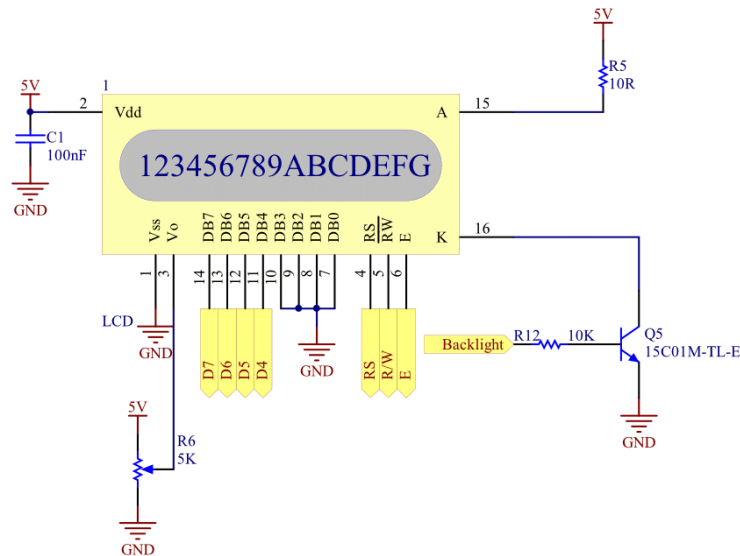 5V
R5
10R
5V
1
2
Vdd
A
15
C1
100nF
123456789ABCDEFG
GND
Vss
Vo
DB7
DB6
DB5
DB4
DB3
DB2
DB1
DB0
RS
RW
E
K
16
1
3
14
13
12
11
10
9
8
7
4
5
6
LCD
GND
D7
D6
D5
D4
GND
RS
R/W
E
Backlight
R12
10K
Q5
15C01M-TL-E
GND
5V
R6
5K
GND